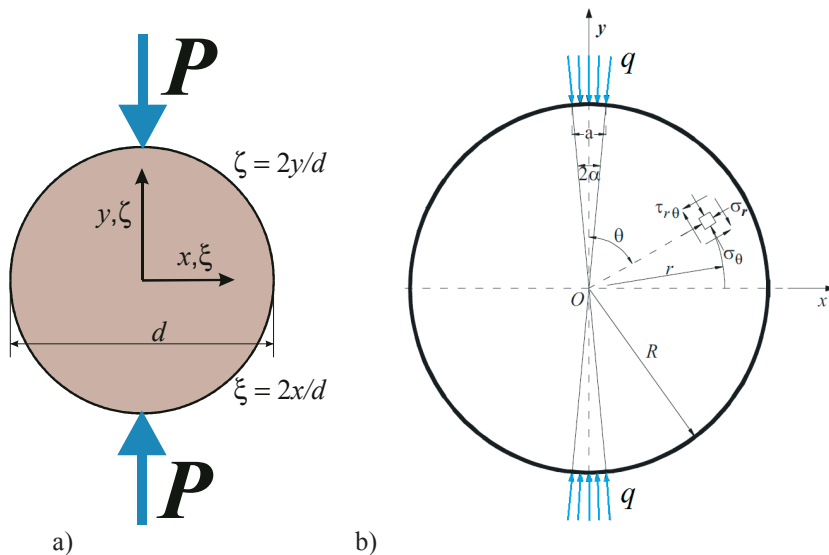 P
ζ = 2y/d
y,ζ
x,ξ
d
ξ = 2x/d
P
a)
y
q
a
2α
τrθ
σr
θ
σθ
r
O
x
R
q
b)